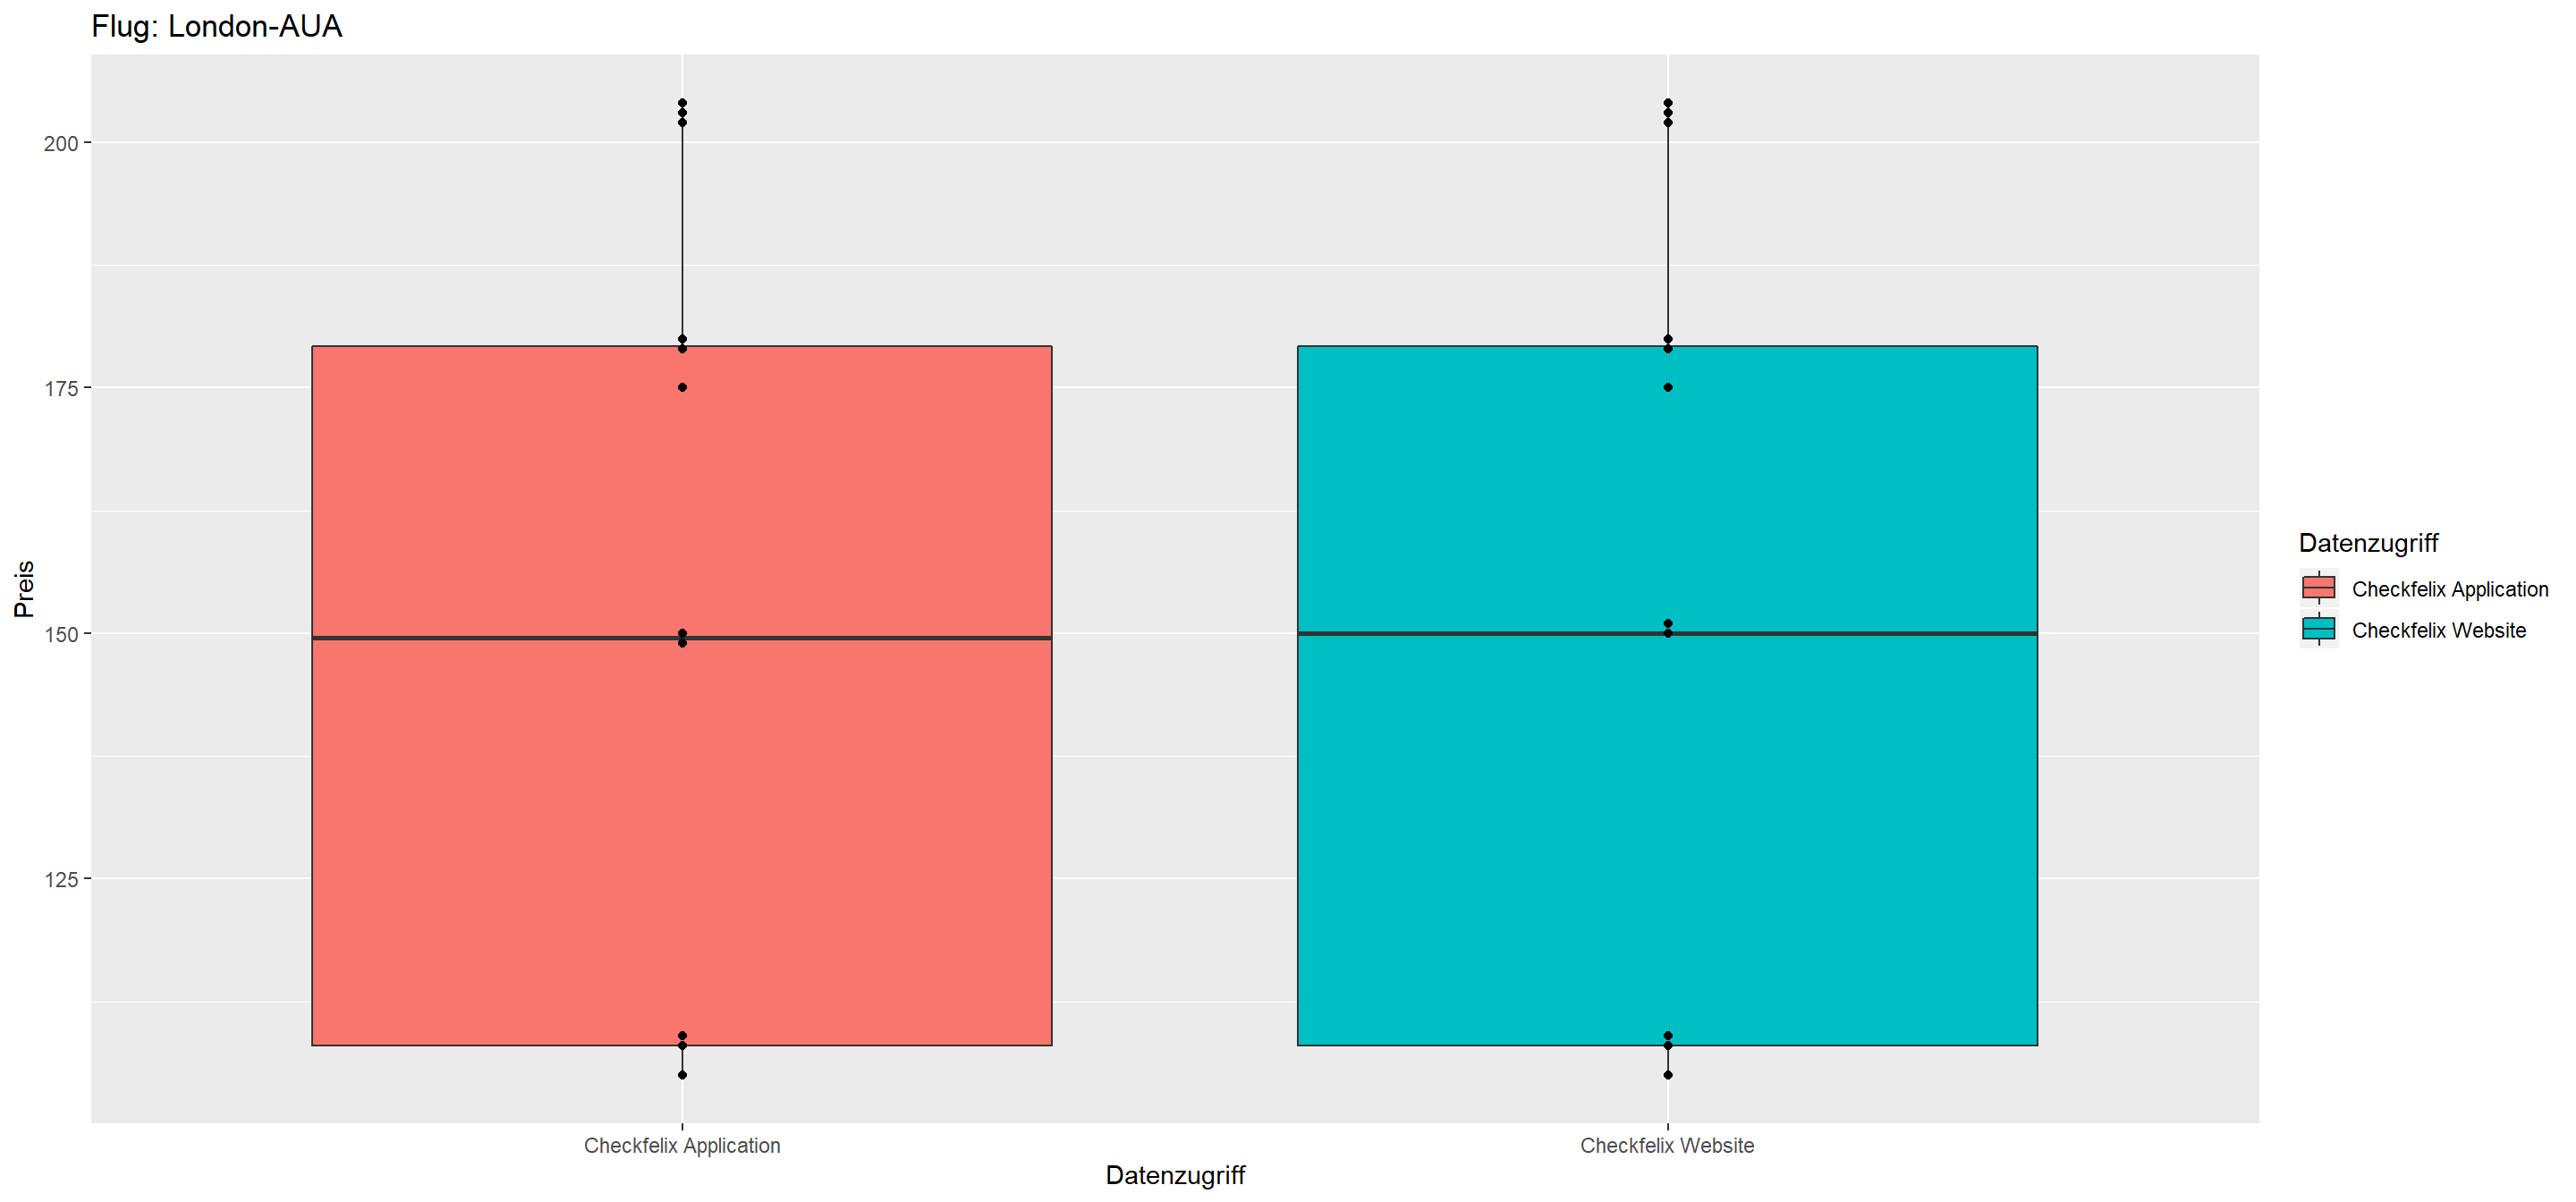 Flug: London-AUA
Preis
200
175
150
125
Checkfelix Application
Checkfelix Website
Datenzugriff
Datenzugriff
Checkfelix Application
Checkfelix Website